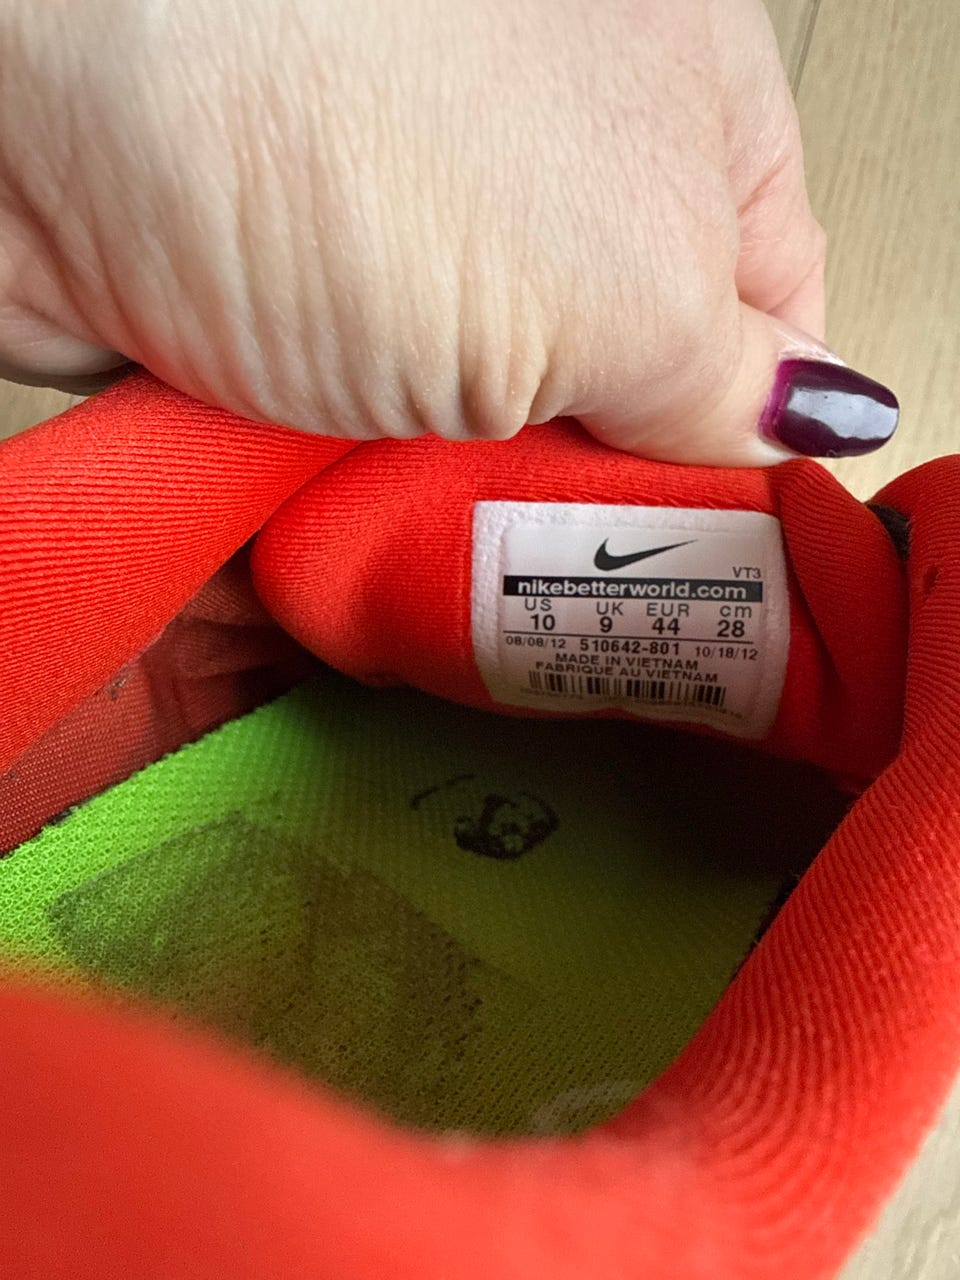 VT3
nikebetterworld.com
US UK EUR cm
10 9 44 28
08/08/12 510642-801 10/18/12
MADE IN VIETNAM
FABRIQUE AU VIETNAM